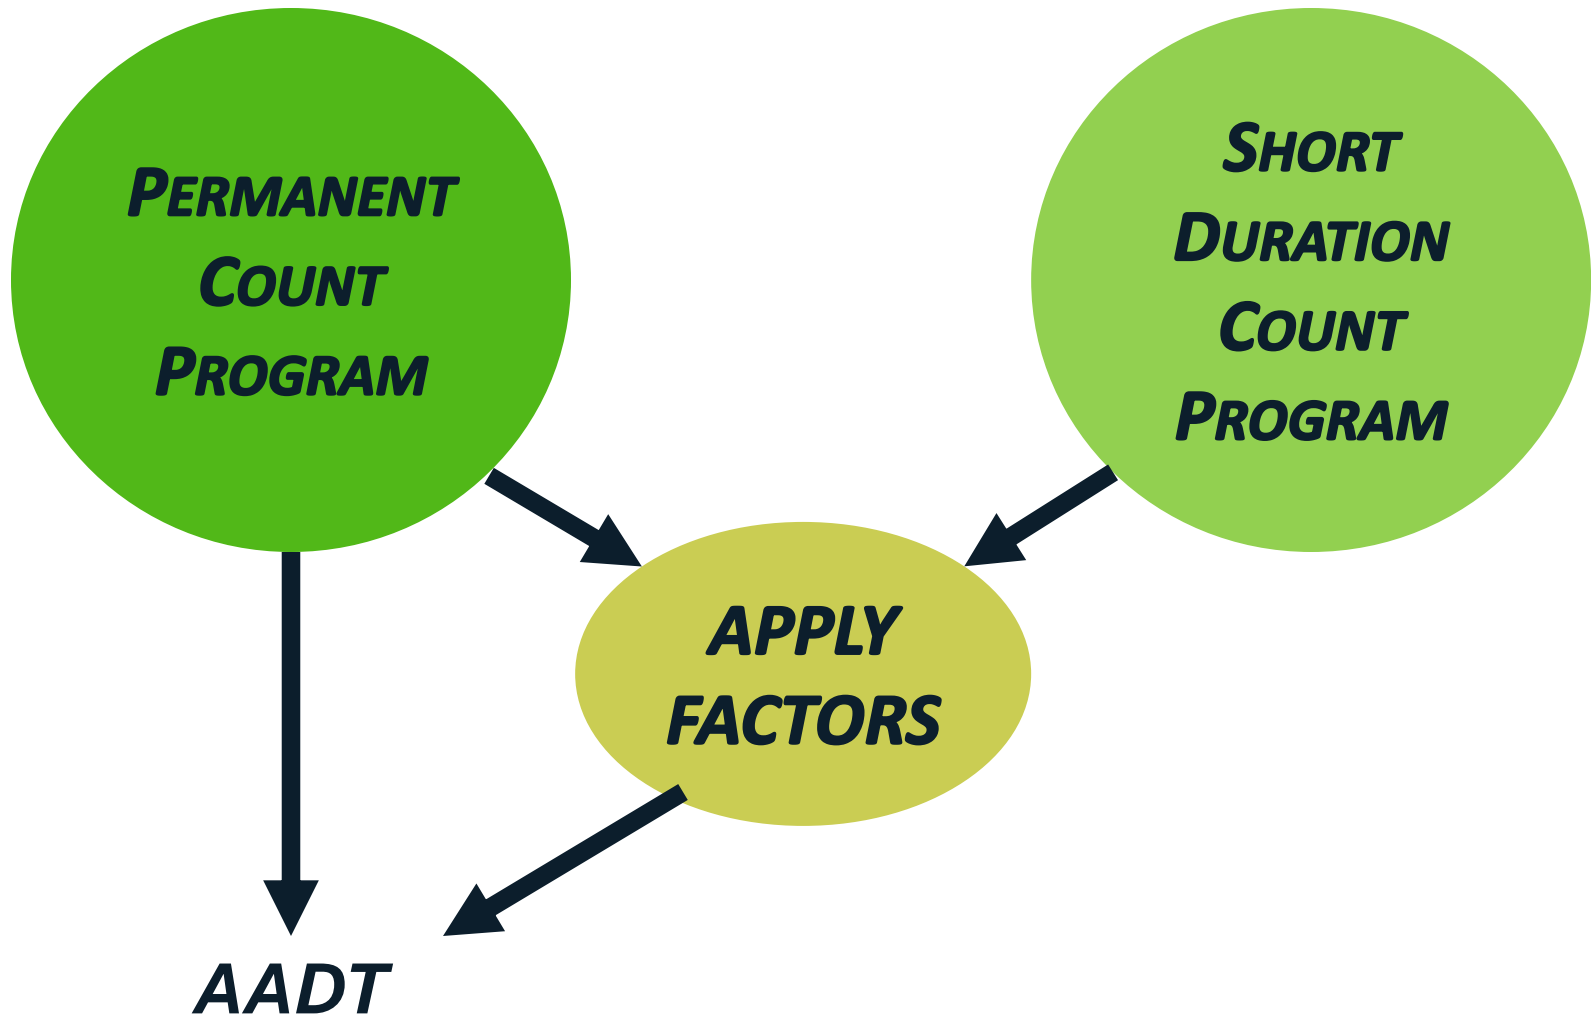 PERMANENT
COUNT
PROGRAM
SHORT
DURATION
COUNT
PROGRAM
APPLY
FACTORS
AADT